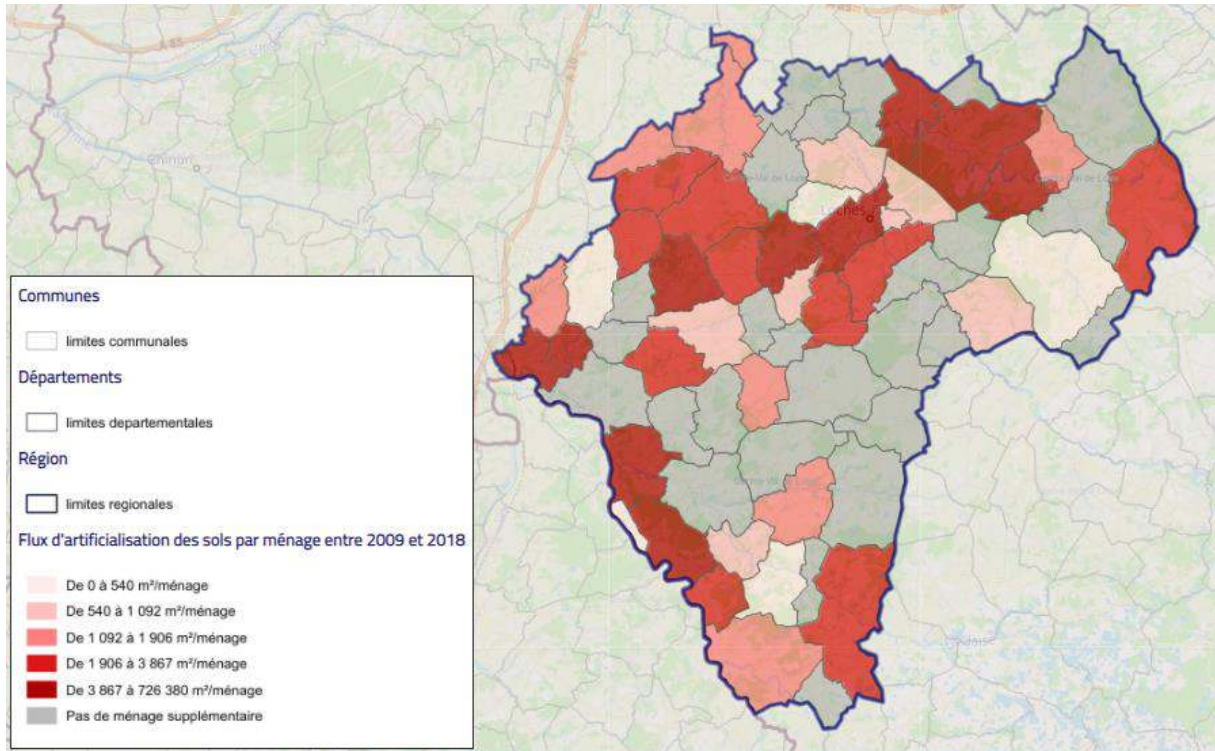 A 85
A 85
A 10
Chinon
Loches
Communes
limites communales
Départements
limites departementales
Région
limites regionales
Flux d'artificialisation des sols par ménage entre 2009 et 2018
De 0 à 540 m²/ménage
De 540 à 1 092 m²/ménage
De 1 092 à 1 906 m²/ménage
De 1 906 à 3 867 m²/ménage
De 3 867 à 726 380 m²/ménage
Pas de ménage supplémentaire